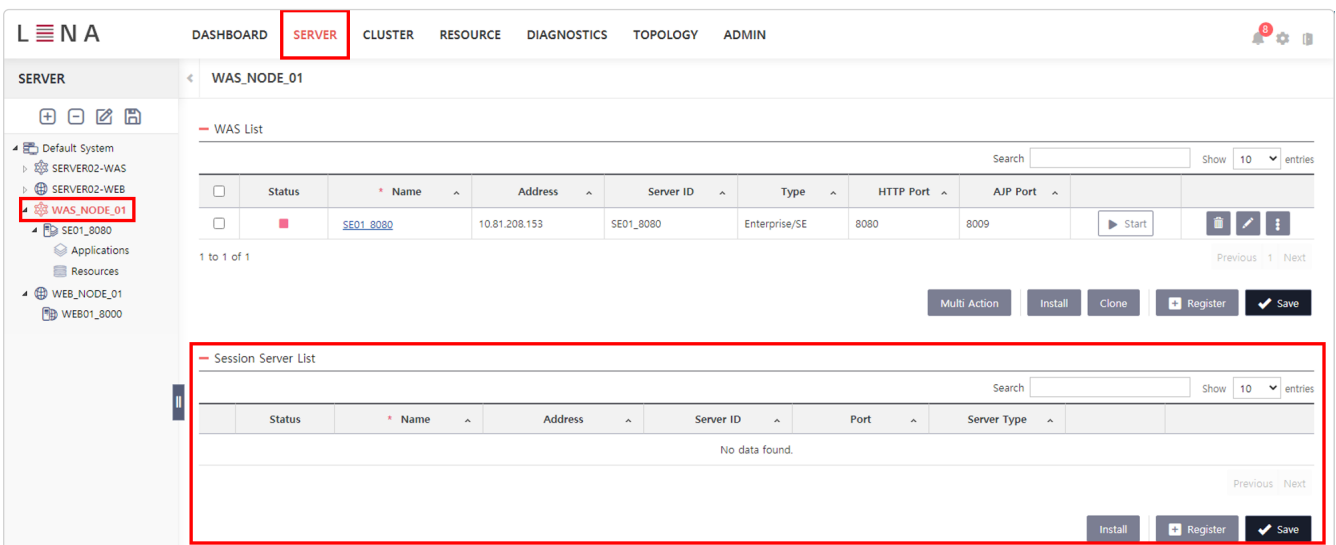 LENA
DASHBOARD SERVER CLUSTER RESOURCE DIAGNOSTICS TOPOLOGY ADMIN 8
SERVER
Default System
SERVER02-WAS
SERVER02-WEB
WAS_NODE_01
SE01_8080
Applications
Resources
WEB_NODE_01
WEB01_8000
WAS_NODE_01
WAS List
Search Show 10 entries
Status * Name Address Server ID Type HTTP Port AJP Port
SE01_8080 10.81.208.153 SE01_8080 Enterprise/SE 8080 8009 Start
1 to 1 of 1 Previous 1 Next
Multi Action Install Clone Register Save
Session Server List
Search Show 10 entries
Status * Name Address Server ID Port Server Type
No data found.
Previous Next
Install Register Save